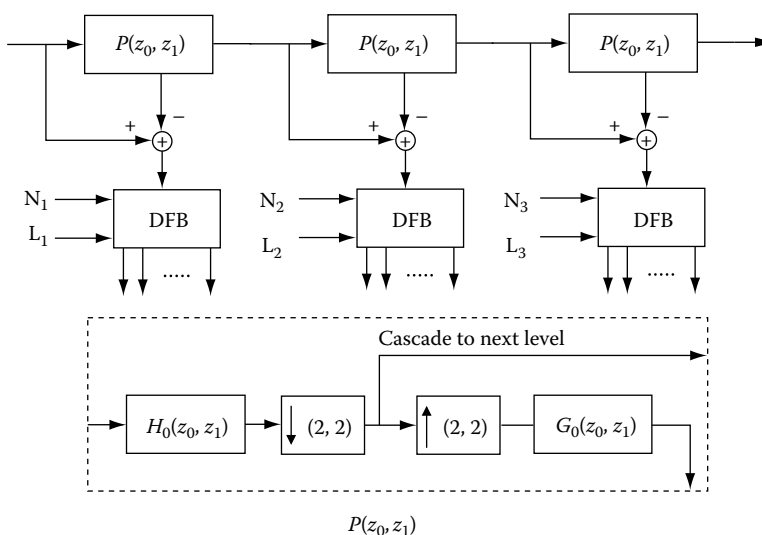 P(z₀, z₁) P(z₀, z₁) P(z₀, z₁)
− − −
+ + + + + +
N₁ N₂ N₃
DFB DFB DFB
L₁ L₂ L₃
..... ..... .....
Cascade to next level
H₀(z₀, z₁) (2, 2) (2, 2) G₀(z₀, z₁)
P(z₀, z₁)